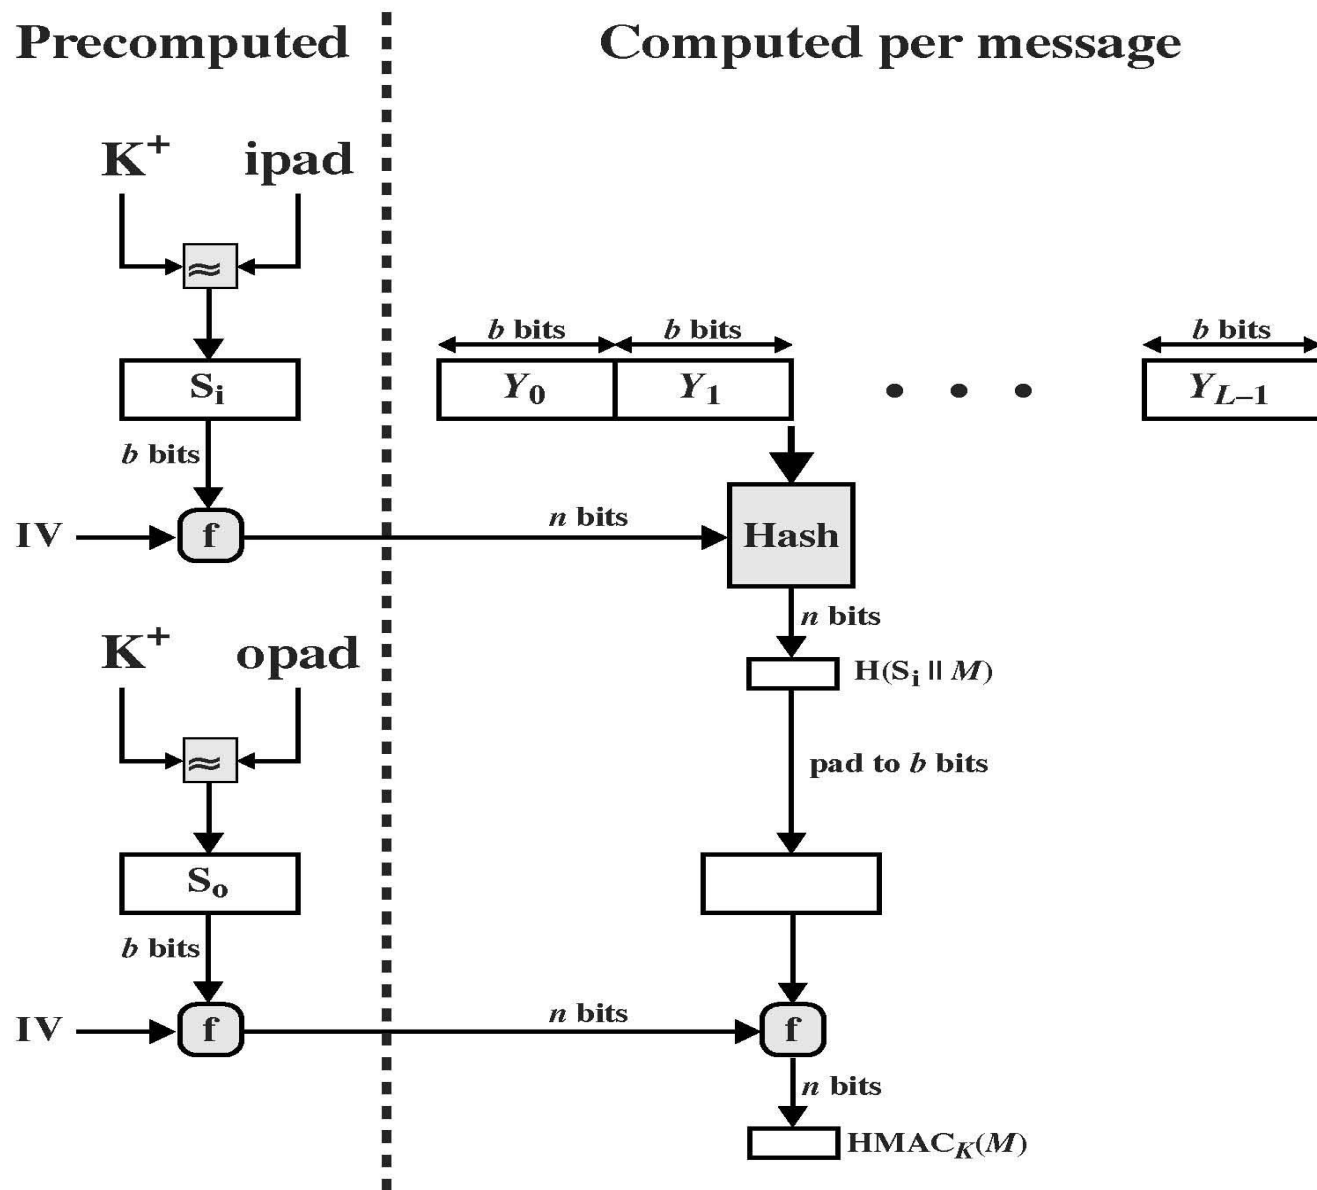 Precomputed
Computed per message
K+ ipad
≈
b bits b bits b bits
Si
Y0 Y1 • • • YL–1
b bits
IV f n bits Hash
n bits
K+ opad
H(Si || M)
≈
pad to b bits
So
b bits
IV f n bits f
n bits
HMACK(M)